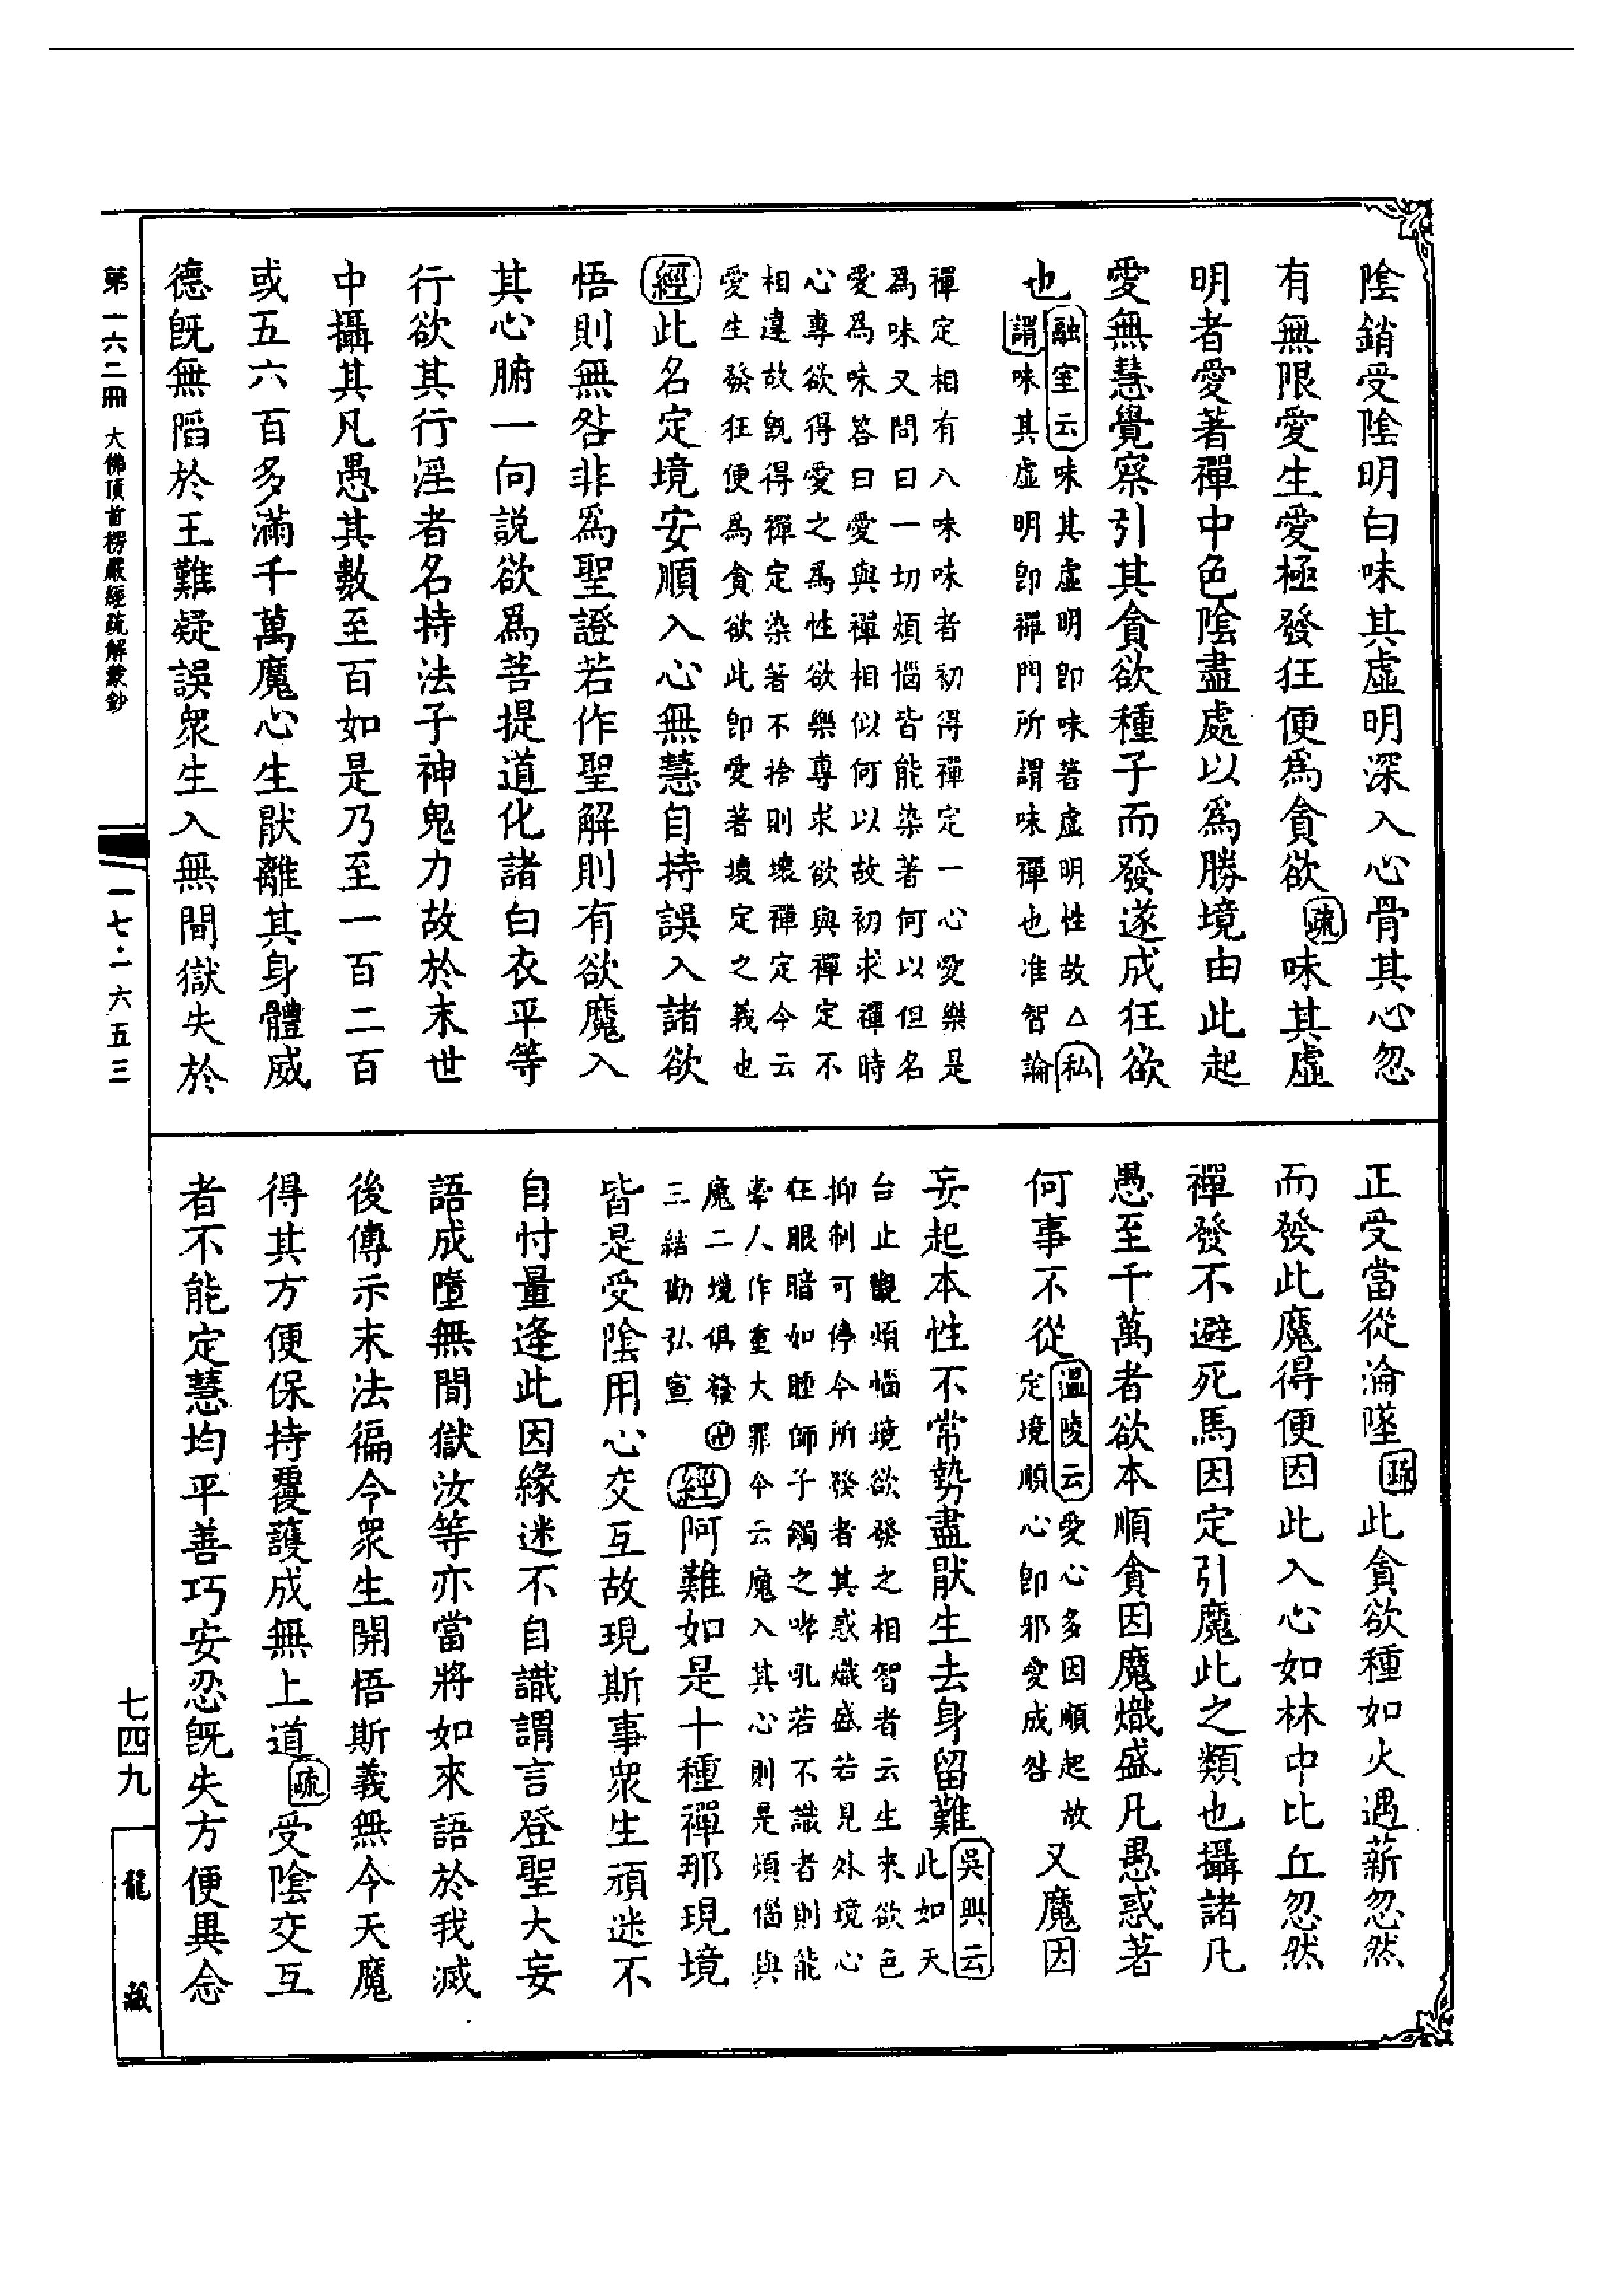 陰銷受陰明白味其虛明深入心骨其心忽
有無限愛生愛極發狂便爲貪欲疏味其虛
明者愛著禪中色陰盡處以爲勝境由此起
愛無慧覺察引其貪欲種子而發遂成狂欲
也融室云味其虛明即味著虛明性故△私
謂味其虛明即禪門所謂味禪也准智論
禪定相有八味味者初得禪定一心愛樂是
爲味又問曰一切煩惱皆能染著何以但名
愛爲味答曰愛與禪相似何以故初求禪時
心專欲得愛之爲性欲樂專求欲與禪定不
相違故既得禪定染著不捨則壞禪定今云
愛生發狂便爲貪欲此即愛著壞定之義也
經此名定境安順入心無慧自持誤入諸欲
悟則無咎非爲聖證若作聖解則有欲魔入
其心腑一向說欲爲菩提道化諸白衣平等
行欲其行淫者名持法子神鬼力故於末世
中攝其凡愚其數至百如是乃至一百二百
或五六百多滿千萬魔心生厭離其身體威
德既無陷於王難疑誤衆生入無間獄失於
正受當從淪墜疏此貪欲種如火遇薪忽然
而發此魔得便因此入心如林中比丘忽然
禪發不避死馬因定引魔此之類也攝諸凡
愚至千萬者欲本順貪因魔熾盛凡愚惑著
何事不從溫陵云愛心多因順起故
定境順心即邪愛成咎又魔因
妄起本性不常勢盡厭生去身留難吳興云
此如天
台止觀煩惱境欲發之相智者云生來欲色
抑制可停今所發者其惑熾盛若見外境心
狂眼暗如睡師子觸之哮吼若不識者則能
牽人作重大罪今云魔入其心則是煩惱與
魔二境俱發卍
三結勸弘宣經阿難如是十種禪那現境
皆是受陰用心交互故現斯事衆生頑迷不
自忖量逢此因緣迷不自識謂言登聖大妄
語成墮無間獄汝等亦當將如來語於我滅
後傳示末法徧令衆生開悟斯義無令天魔
得其方便保持覆護成無上道疏受陰交互
者不能定慧均平善巧安忍既失方便異念
第一六二冊 大佛頂首楞嚴經疏解蒙鈔
一七·一六五三
七四九
龍藏